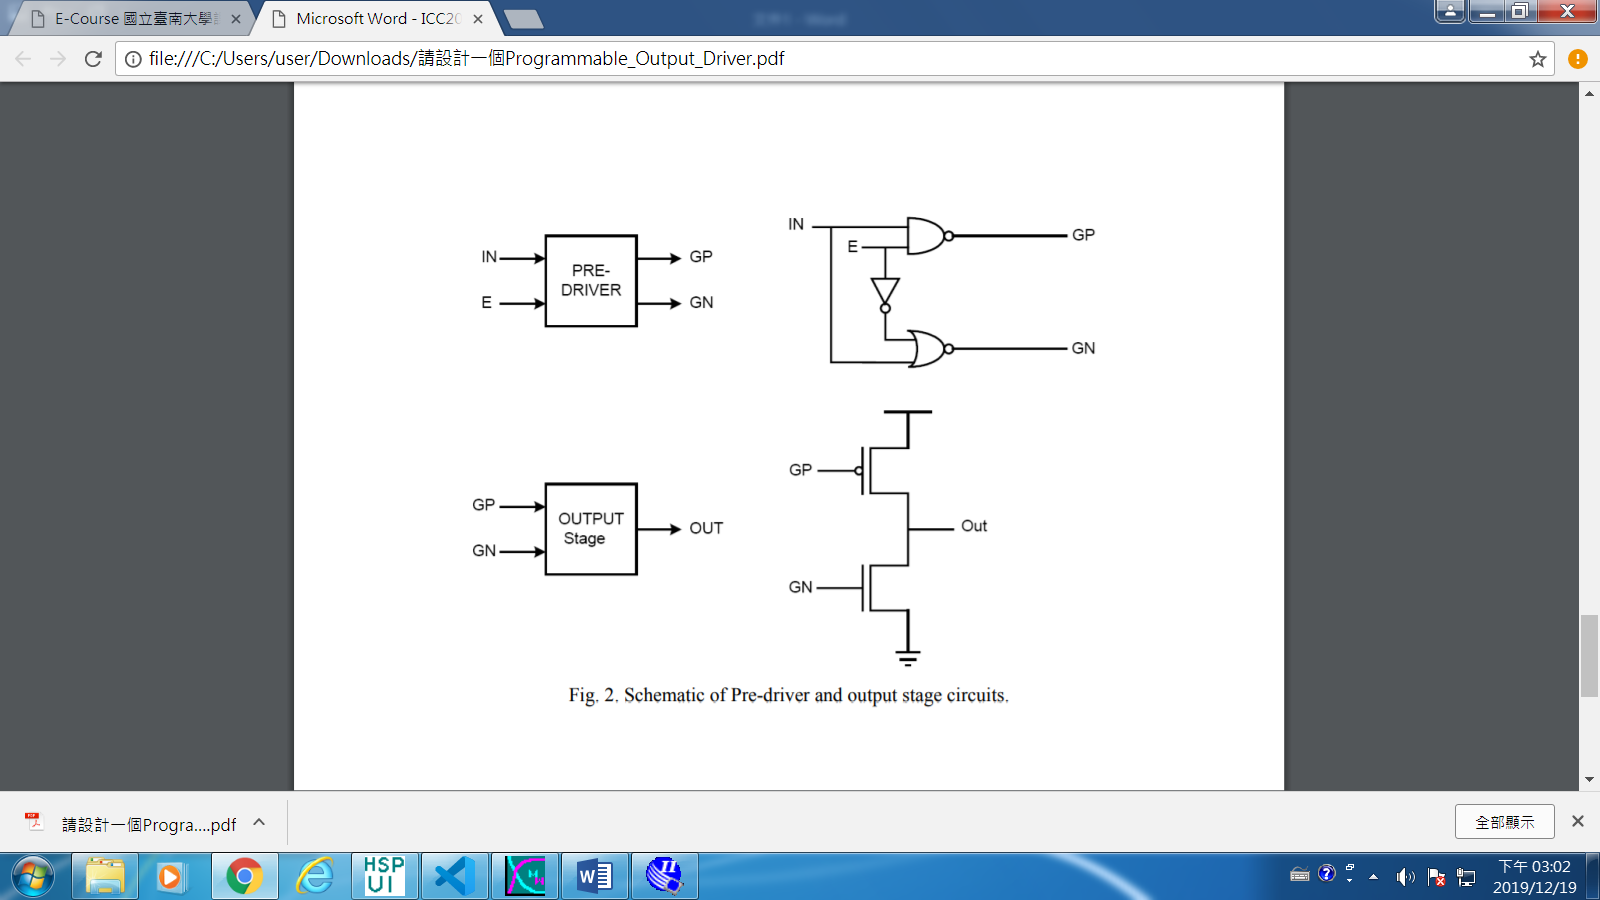 E-Course 國立臺南大學
Microsoft Word - ICC20
file:///C:/Users/user/Downloads/請設計一個Programmable_Output_Driver.pdf
IN
E
PRE-
DRIVER
GP
GN
IN
E
GP
GN
GP
GN
OUTPUT
Stage
OUT
GP
Out
GN
Fig. 2. Schematic of Pre-driver and output stage circuits.
請設計一個Progra....pdf
全部顯示
HSP
UI
下午 03:02
2019/12/19